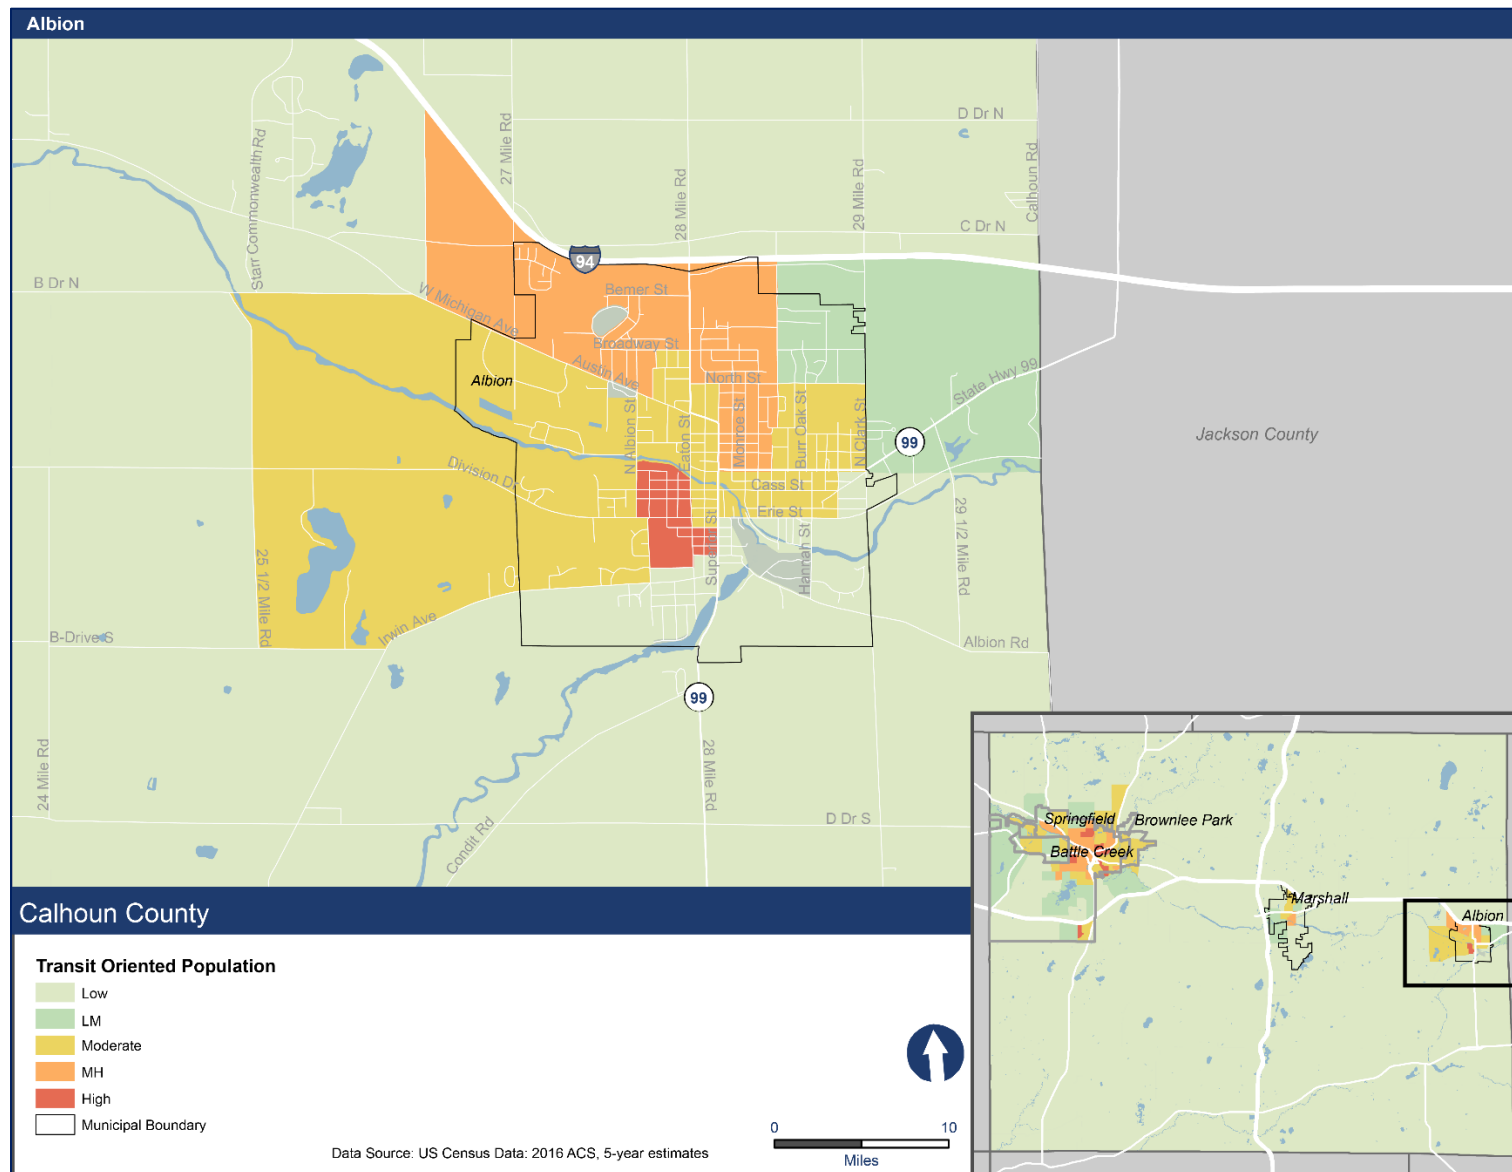 Albion
D Dr N
Starr Commonwealth Rd
27 Mile Rd
28 Mile Rd
29 Mile Rd
Calhoun Rd
C Dr N
94
B Dr N
W Michigan Ave
Bemer St
Broadway St
Austin Ave
North St
State Hwy 99
Albion
N Albion St
Eaton St
Monroe St
Burr Oak St
N Clark St
99
Jackson County
Division Dr
Cass St
Erie St
Superior St
Hannah St
29 1/2 Mile Rd
25 1/2 Mile Rd
B-Drive S
Irwin Ave
Albion Rd
99
24 Mile Rd
28 Mile Rd
Condit Rd
D Dr S
Springfield
Brownlee Park
Battle Creek
Marshall
Albion
Calhoun County
Transit Oriented Population
Low
LM
Moderate
MH
High
Municipal Boundary
Data Source: US Census Data: 2016 ACS, 5-year estimates
0 10
Miles